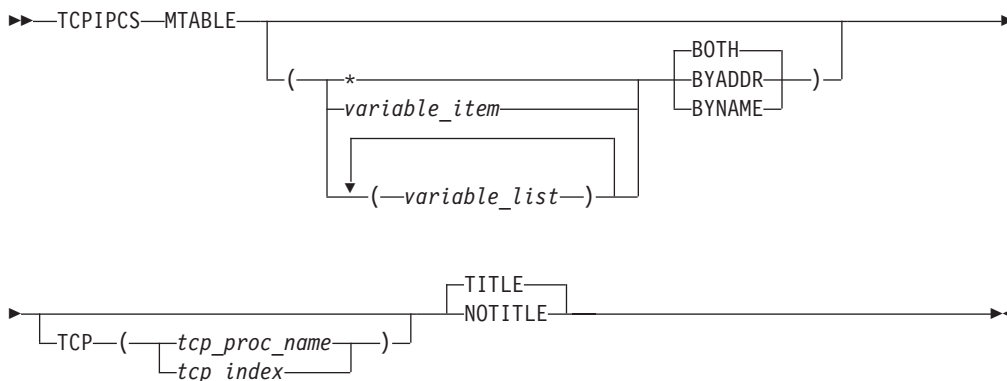 TCPIPCS MTABLE
( * BOTH )
variable_item BYADDR
BYNAME
( variable_list )
TITLE
NOTITLE
TCP ( tcp_proc_name )
tcp_index